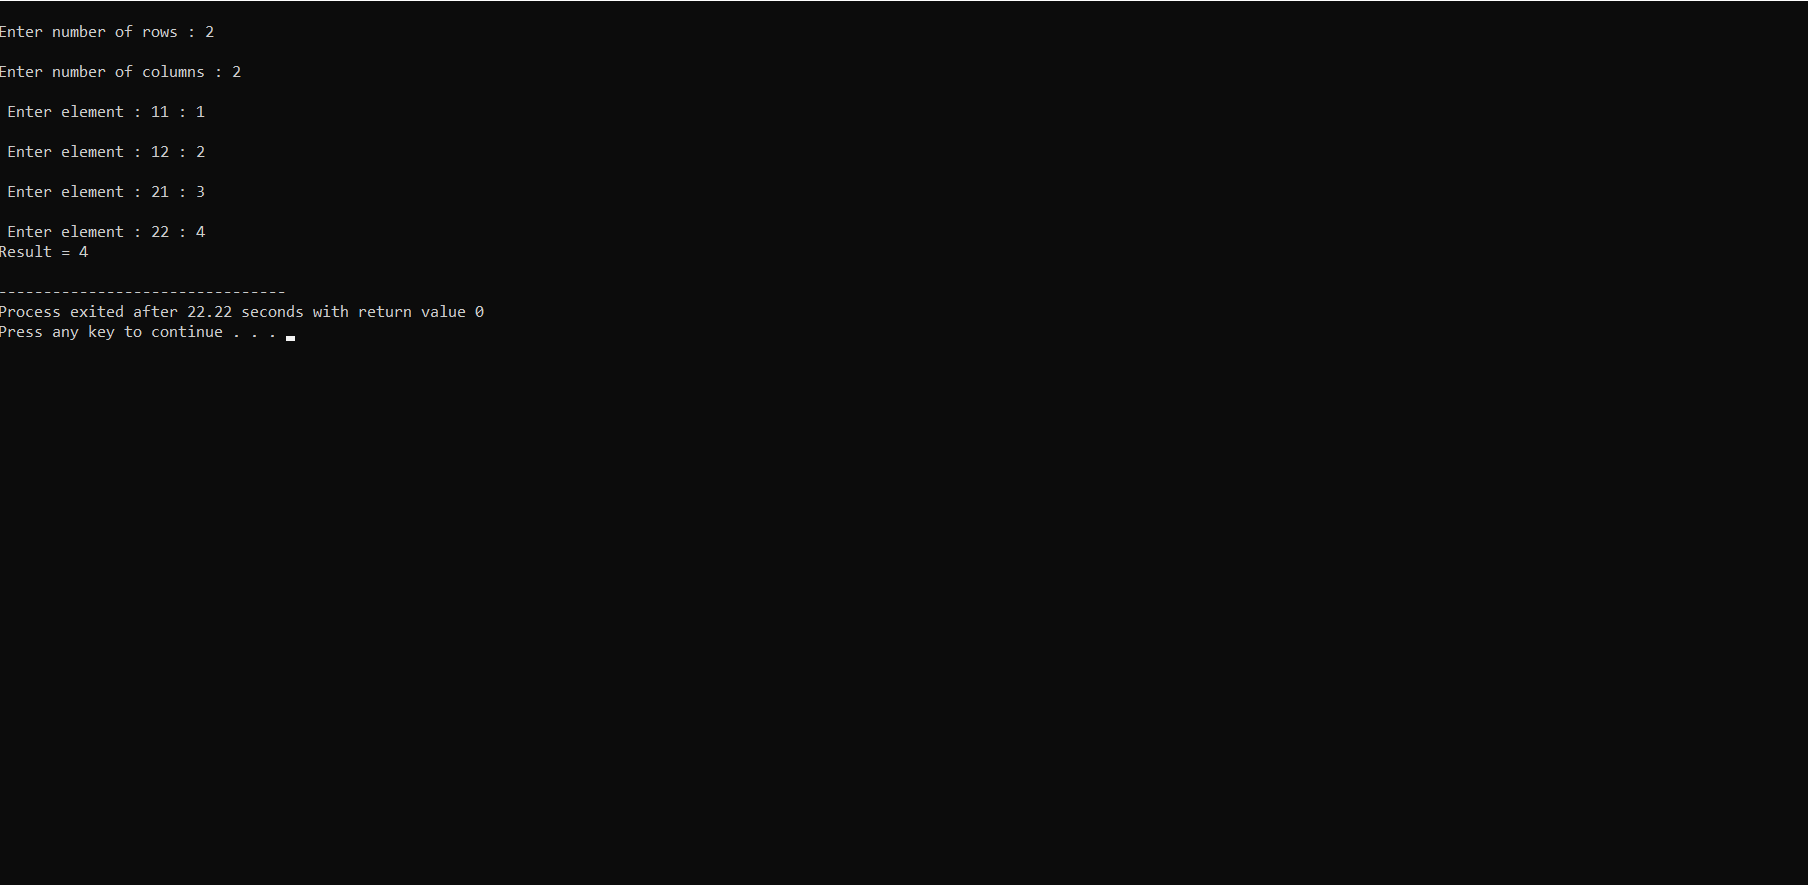 Enter number of rows : 2
Enter number of columns : 2
Enter element : 11 : 1
Enter element : 12 : 2
Enter element : 21 : 3
Enter element : 22 : 4
Result = 4
--------------------------------
Process exited after 22.22 seconds with return value 0
Press any key to continue . . .